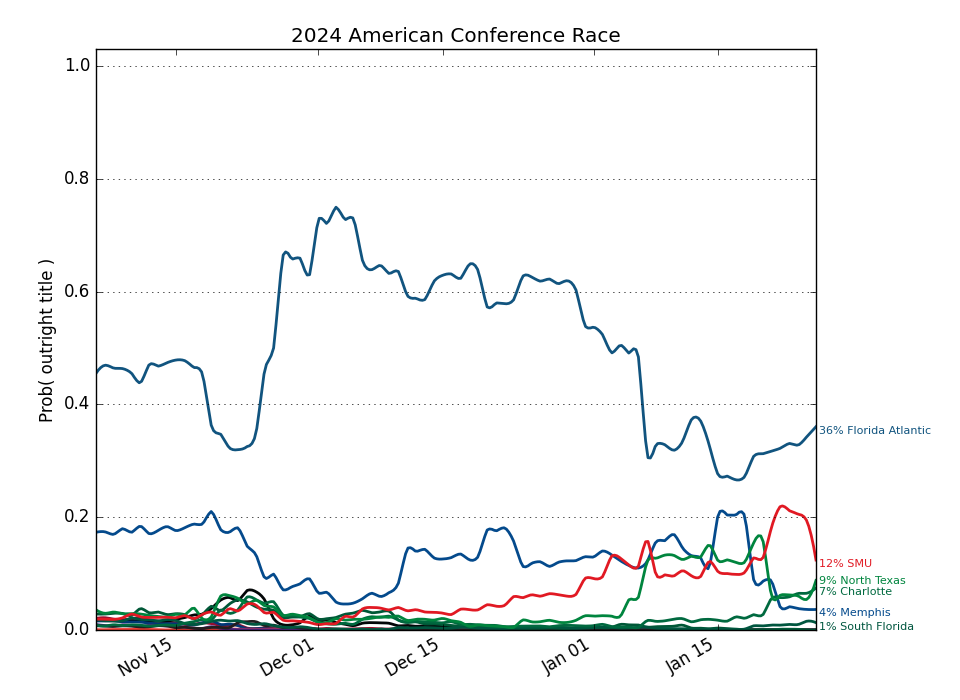 2024 American Conference Race
1.0
0.8
0.6
0.4
0.2
0.0
Prob( outright title )
36% Florida Atlantic
12% SMU
9% North Texas
7% Charlotte
4% Memphis
1% South Florida
Nov 15
Dec 01
Dec 15
Jan 01
Jan 15